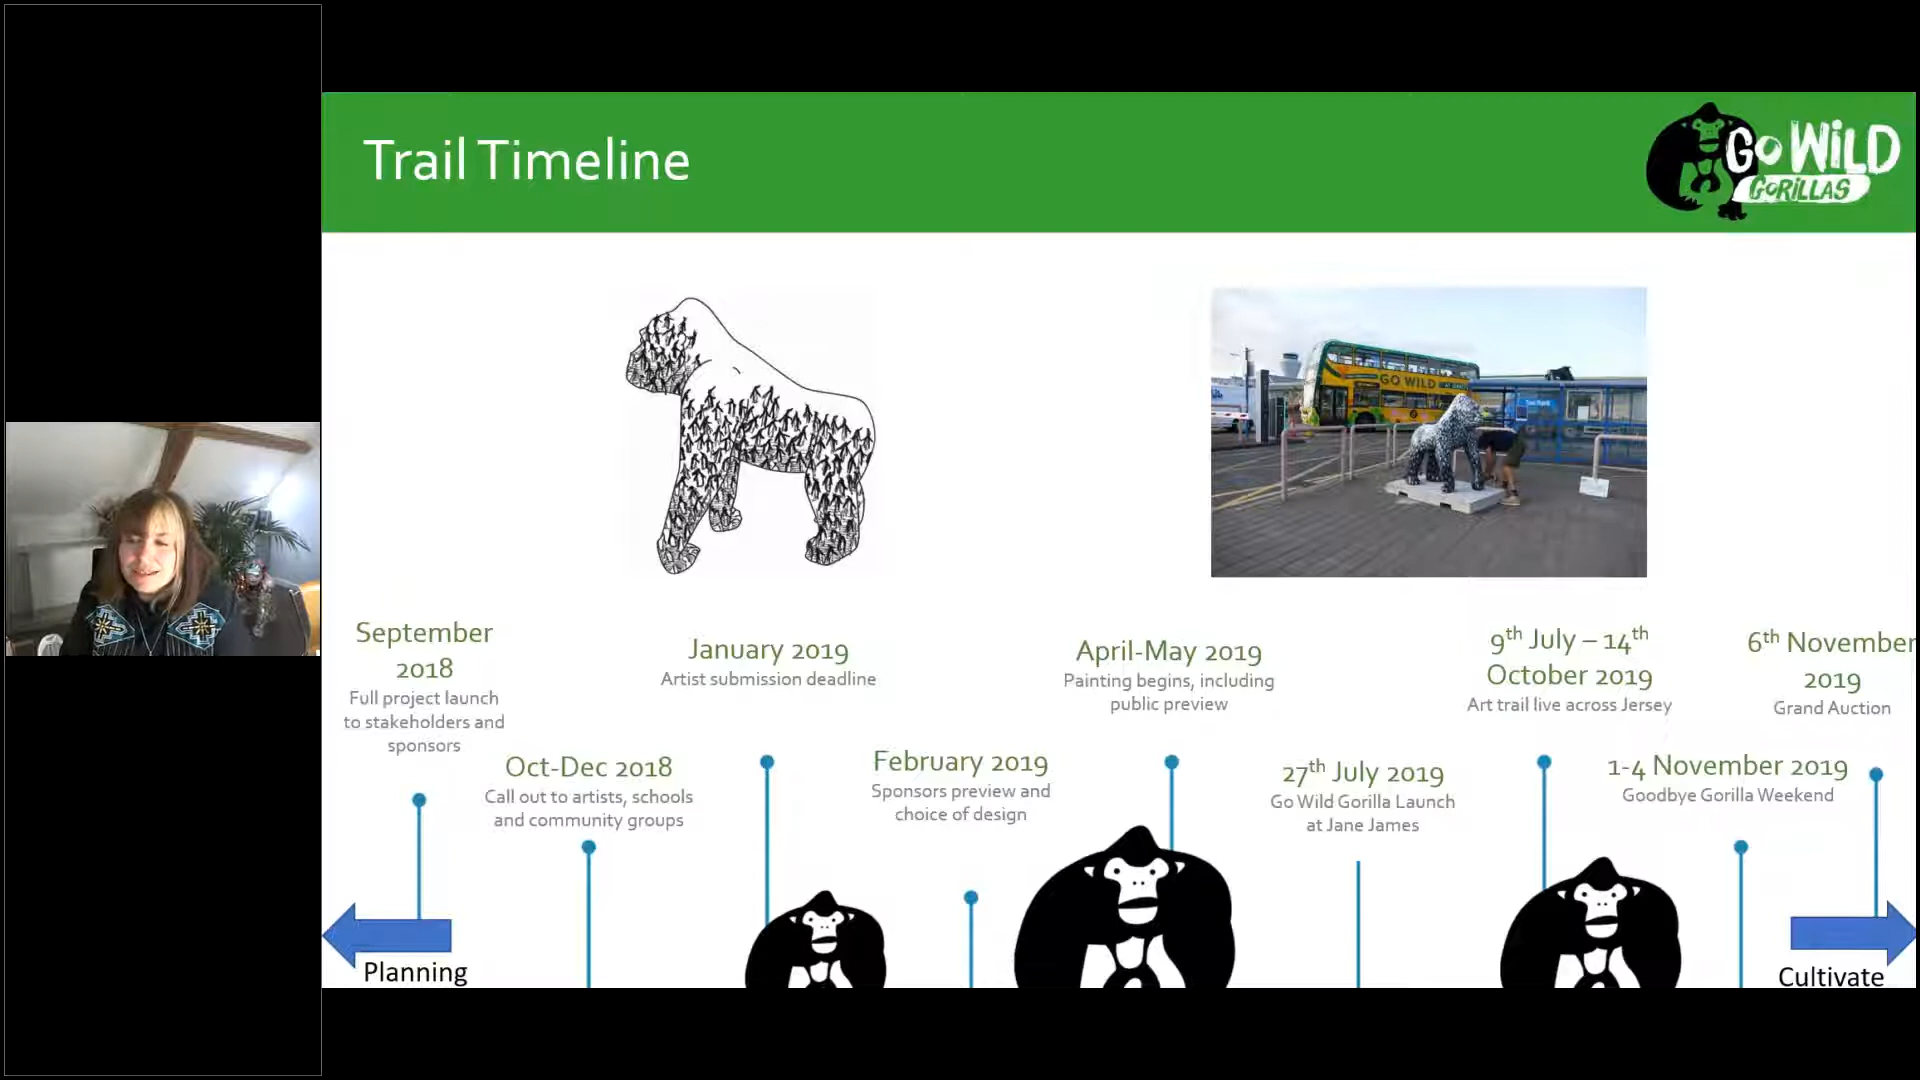 Trail Timeline
GO WiLD
GORiLLAS
GO WILD
September
2018
Full project launch
to stakeholders and
sponsors
Oct-Dec 2018
Call out to artists, schools
and community groups
January 2019
Artist submission deadline
February 2019
Sponsors preview and
choice of design
April-May 2019
Painting begins, including
public preview
27th July 2019
Go Wild Gorilla Launch
at Jane James
9th July – 14th
October 2019
Art trail live across Jersey
1-4 November 2019
Goodbye Gorilla Weekend
6th November
2019
Grand Auction
Planning
Cultivate